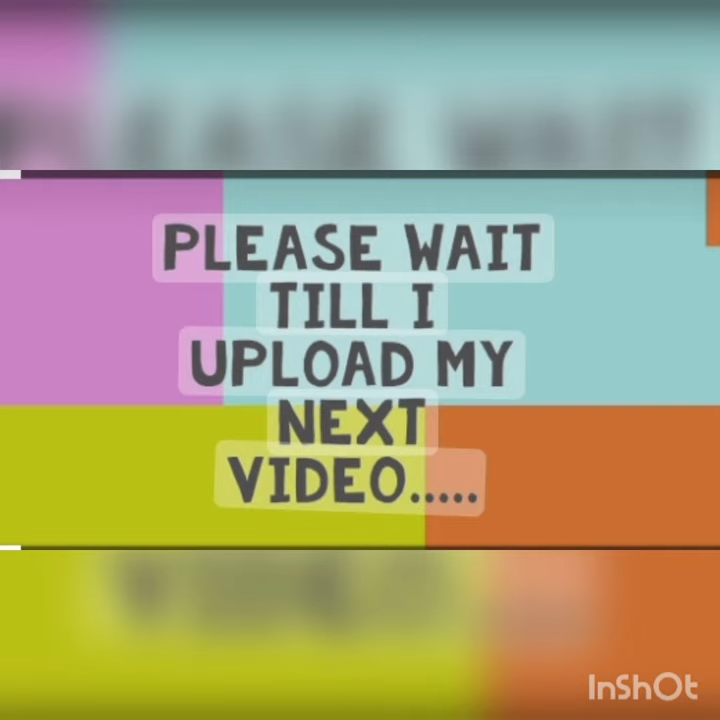 PLEASE WAIT
TILL I
UPLOAD MY
NEXT
VIDEO.....
InShOt